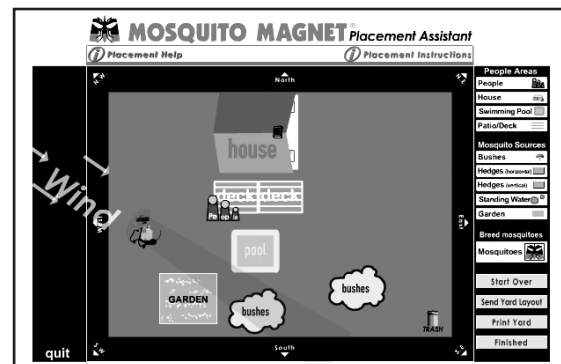 MOSQUITO MAGNET® Placement Assistant
Placement Help
Placement Instructions
N.W.
North
N.E.
People Areas
People
House
Swimming Pool
Patio/Deck
Mosquito Sources
Bushes
Hedges (horizontal)
Hedges (vertical)
Standing Water
Garden
Breed mosquitoes
Mosquitoes
Start Over
Send Yard Layout
Print Yard
Finished
Wind
West
East
house
deck deck
People
pool
GARDEN
bushes
bushes
TRASH
S.W.
South
S.E.
quit